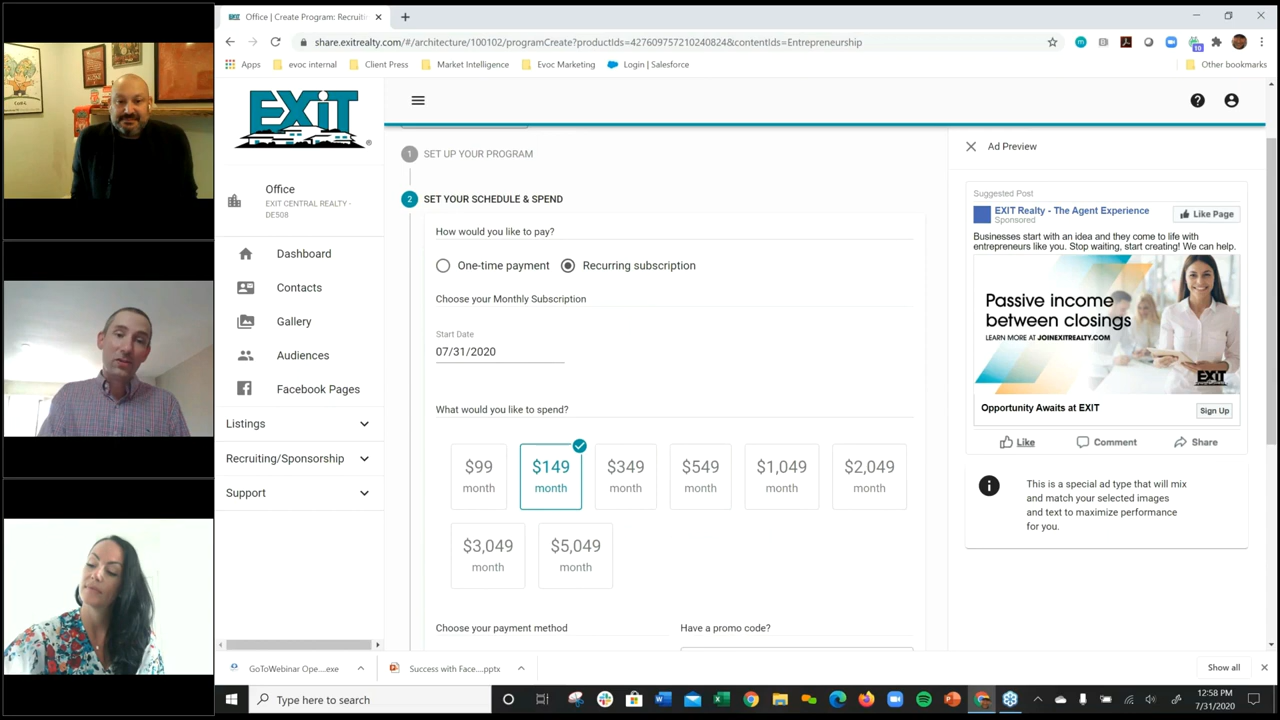 Office | Create Program: Recruiti
share.exitrealty.com/#/architecture/100102/programCreate?productIds=427609757210240824&contentIds=Entrepreneurship
Apps
evoc internal
Client Press
Market Intelligence
Evoc Marketing
Login | Salesforce
10
Other bookmarks
EXIT
®
Office
EXIT CENTRAL REALTY -
DE508
Dashboard
Contacts
Gallery
Audiences
Facebook Pages
Listings
Recruiting/Sponsorship
Support
1 SET UP YOUR PROGRAM
2 SET YOUR SCHEDULE & SPEND
How would you like to pay?
One-time payment
Recurring subscription
Choose your Monthly Subscription
Start Date
07/31/2020
What would you like to spend?
$99
month
$149
month
$349
month
$549
month
$1,049
month
$2,049
month
$3,049
month
$5,049
month
Choose your payment method
Have a promo code?
Ad Preview
Suggested Post
EXIT Realty - The Agent Experience
Sponsored
Like Page
Businesses start with an idea and they come to life with
entrepreneurs like you. Stop waiting, start creating! We can help.
Passive income
between closings
LEARN MORE AT JOINEXITREALTY.COM
EXIT
Opportunity Awaits at EXIT
Sign Up
Like
Comment
Share
This is a special ad type that will mix
and match your selected images
and text to maximize performance
for you.
GoToWebinar Ope....exe
Success with Face....pptx
Show all
Type here to search
12:58 PM
7/31/2020